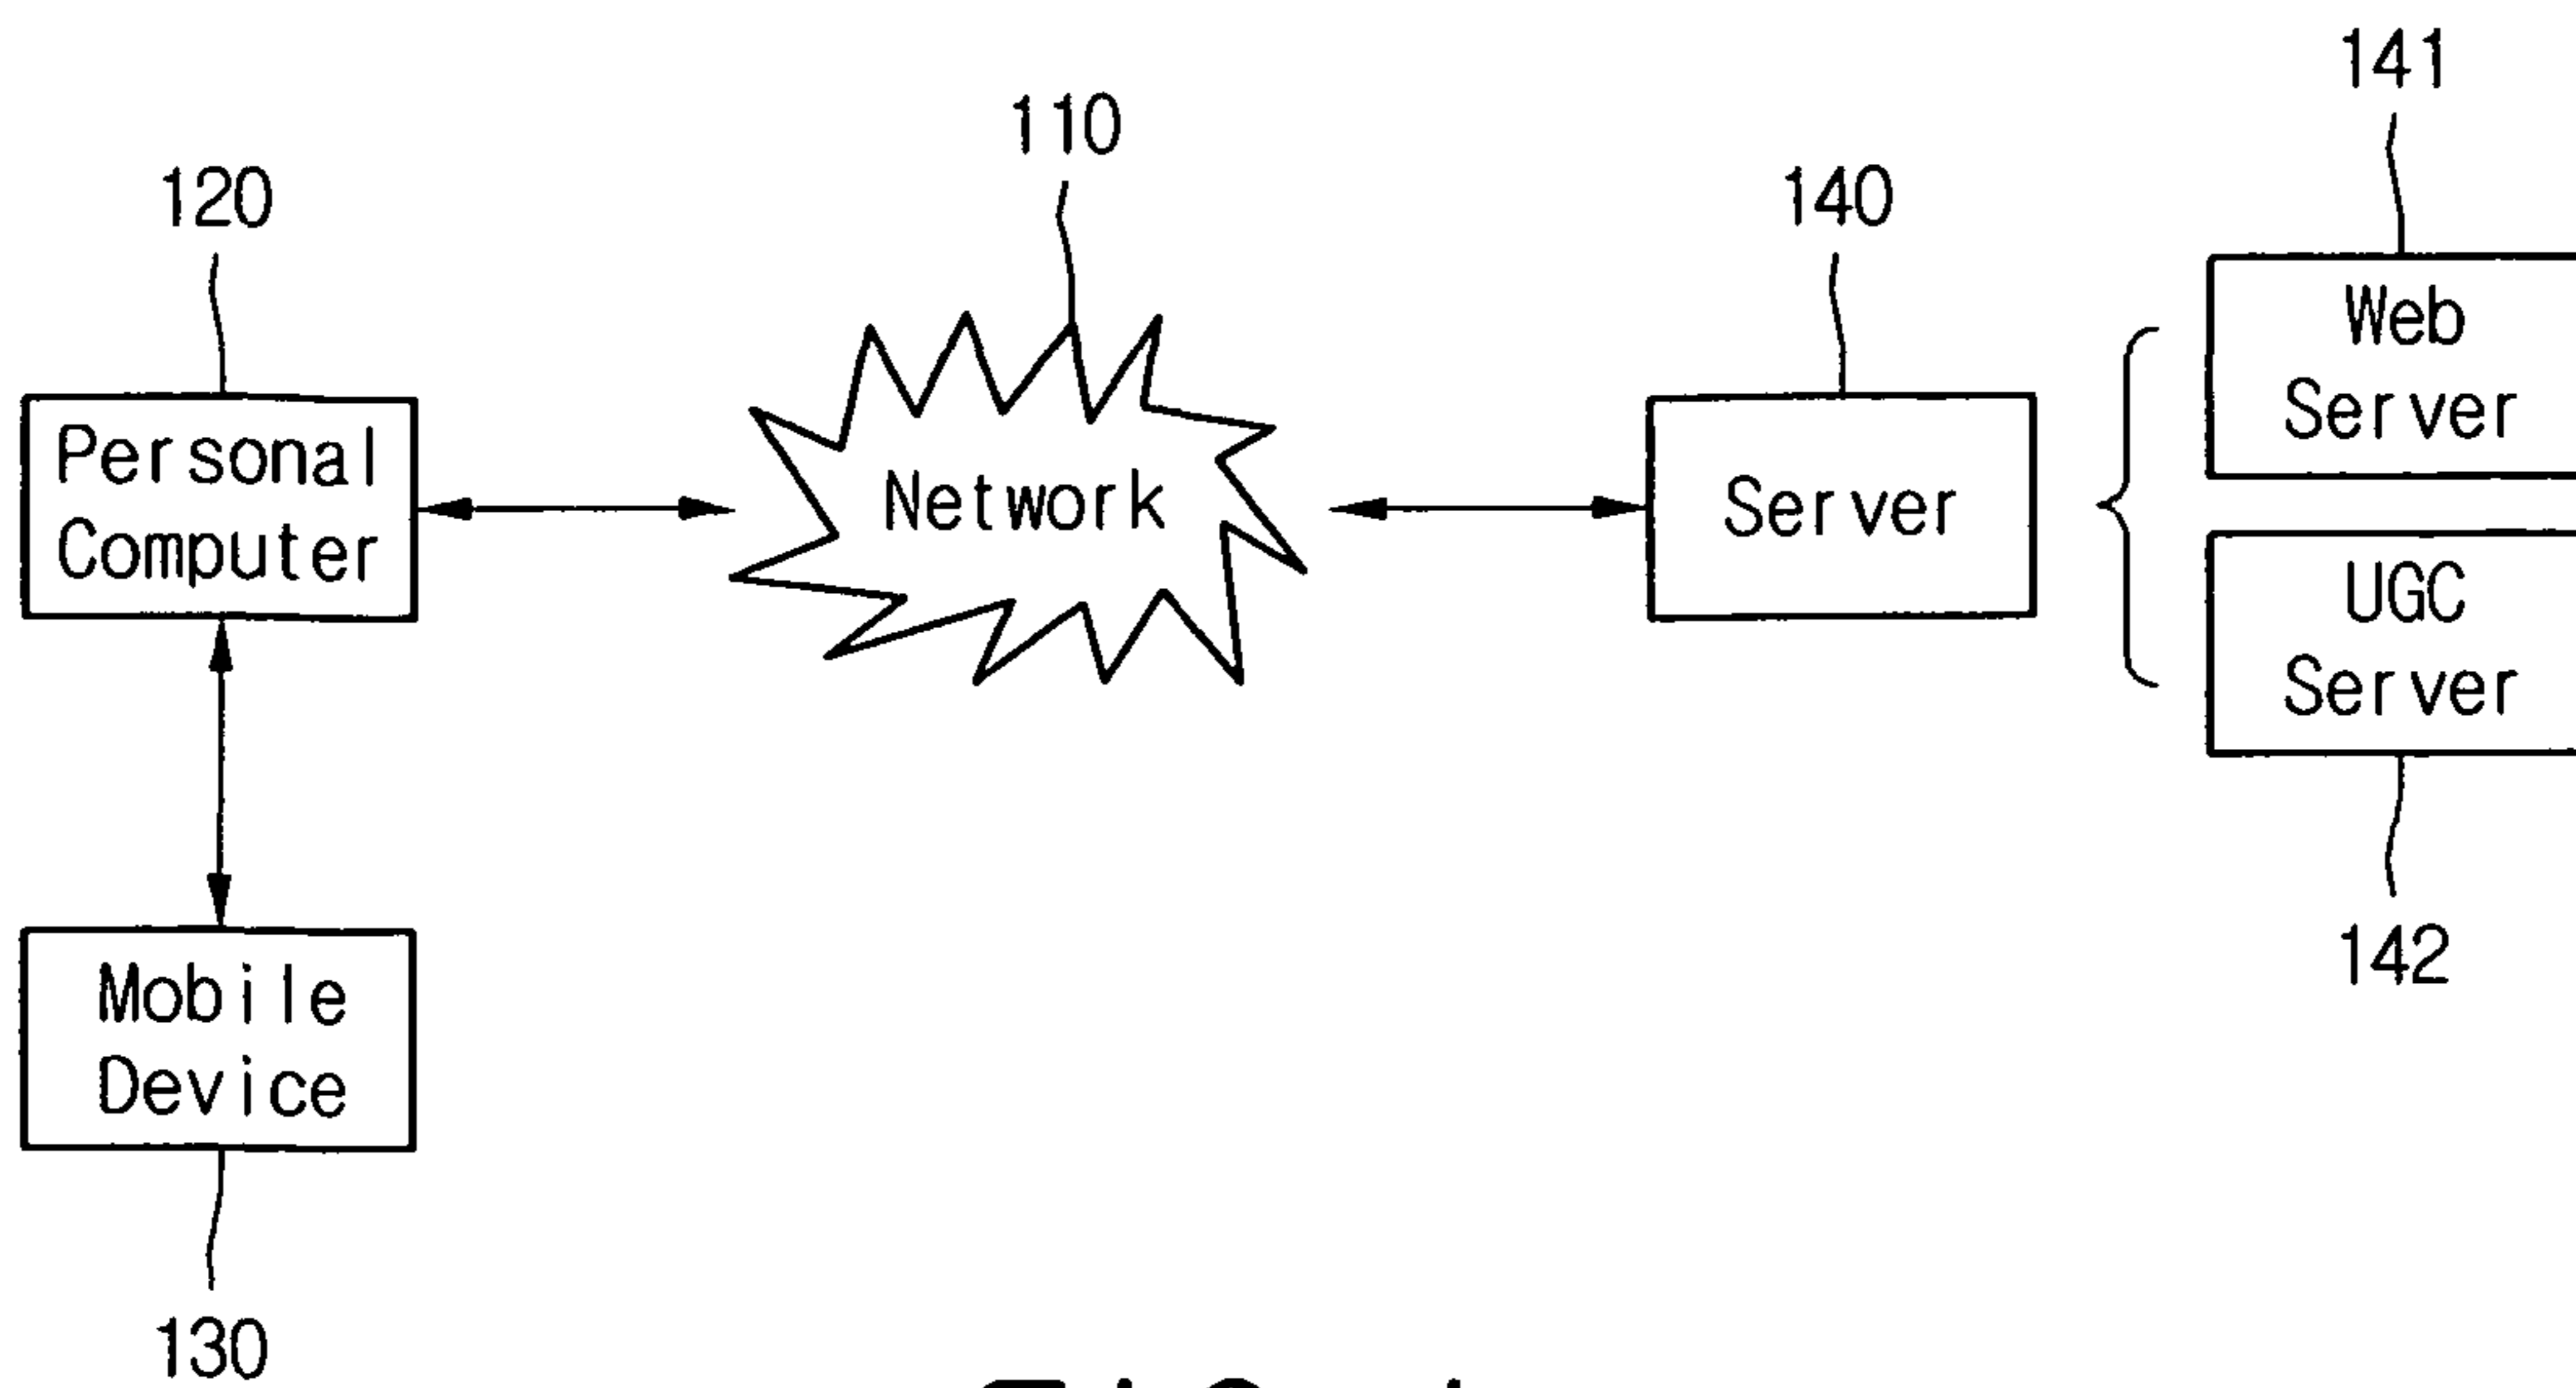 141
110
120
140
Web
Server
Personal
Computer
Network
Server
UGC
Server
142
Mobile
Device
130